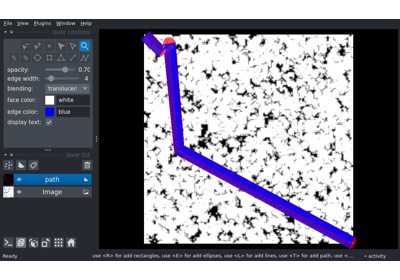 File View Plugins Window Help
layer controls
opacity: 0.70
edge width: 4
blending: translucen
face color: white
edge color: blue
display text:
layer list
path
Image
Ready use <R> for add rectangles, use <E> for add ellipses, use <L> for add lines, use <T> for add path, use <... activity